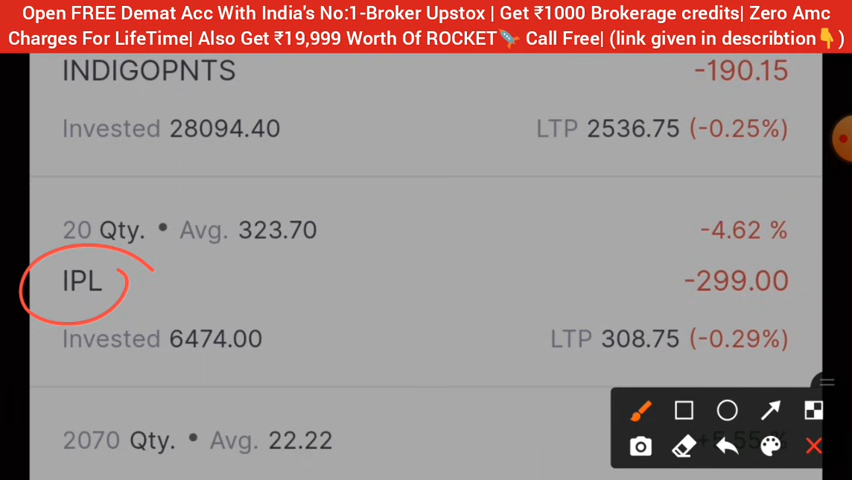 Open FREE Demat Acc With India's No:1-Broker Upstox | Get ₹1000 Brokerage credits| Zero Amc
Charges For LifeTime| Also Get ₹19,999 Worth Of ROCKET🚀 Call Free| (link given in describtion👇)
INDIGOPNTS -190.15
Invested 28094.40 LTP 2536.75 (-0.25%)
20 Qty. • Avg. 323.70 -4.62 %
IPL -299.00
Invested 6474.00 LTP 308.75 (-0.29%)
2070 Qty. • Avg. 22.22